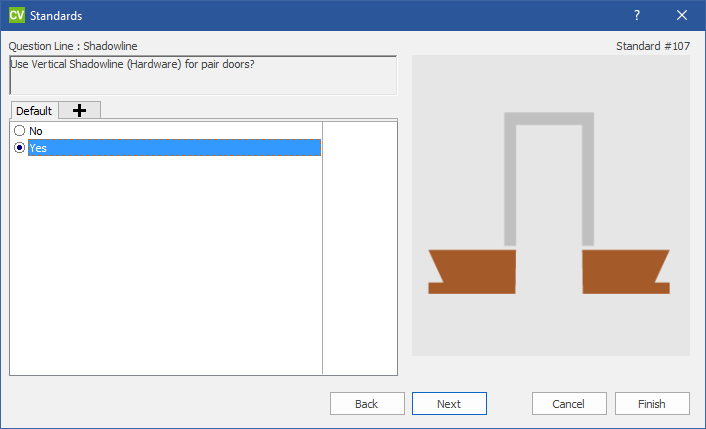 CV Standards ?
Question Line : Shadowline
Standard #107
Use Vertical Shadowline (Hardware) for pair doors?
Default
No
Yes
Back Next Cancel Finish